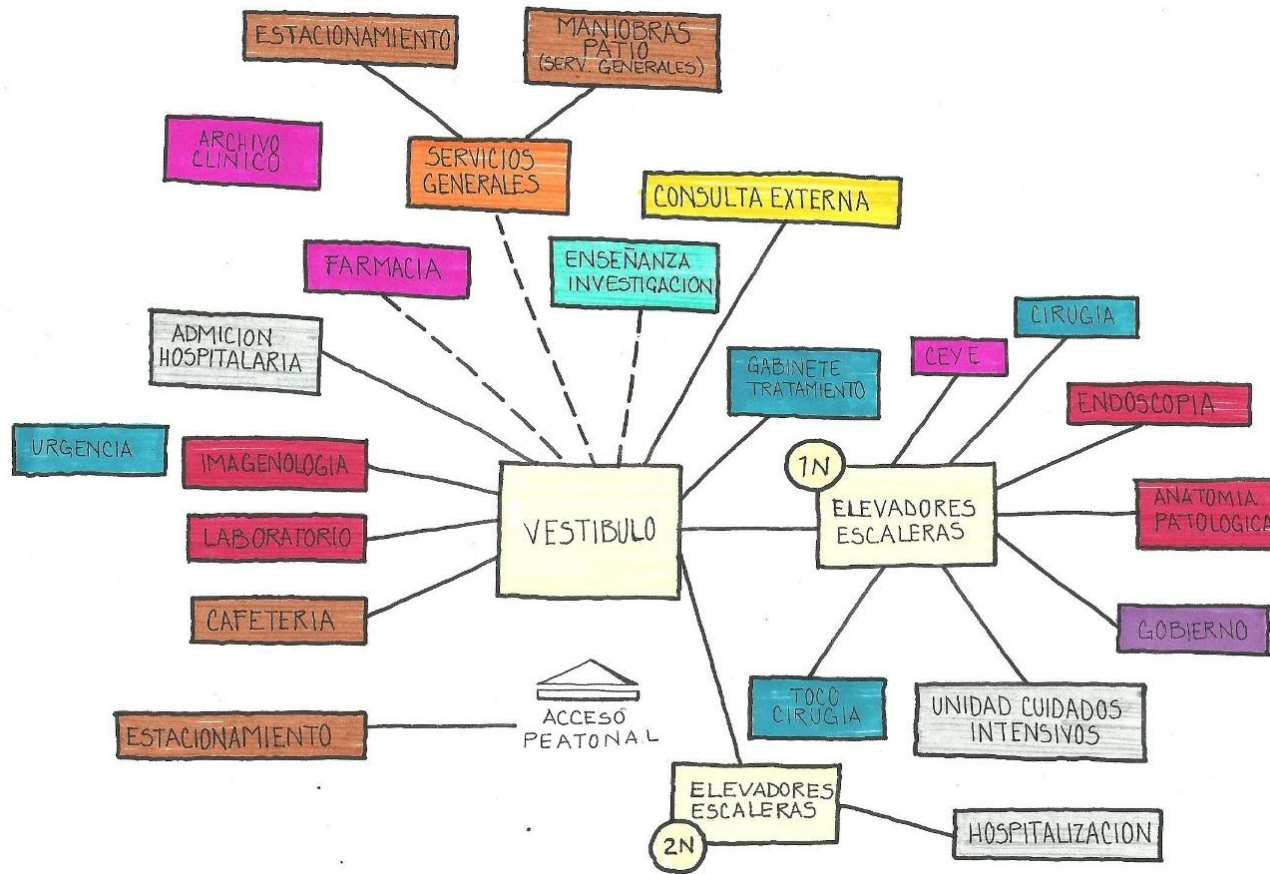 ESTACIONAMIENTO
MANIOBRAS
PATIO
(SERV. GENERALES)
ARCHIVO
CLINICO
SERVICIOS
GENERALES
CONSULTA EXTERNA
FARMACIA
ENSEÑANZA
INVESTIGACION
ADMICION
HOSPITALARIA
GABINETE
TRATAMIENTO
CEYE
CIRUGIA
ENDOSCOPIA
URGENCIA
IMAGENOLOGIA
LABORATORIO
CAFETERIA
VESTIBULO
1N
ELEVADORES
ESCALERAS
ANATOMIA
PATOLOGICA
GOBIERNO
TOCO
CIRUGIA
UNIDAD CUIDADOS
INTENSIVOS
ESTACIONAMIENTO
ACCESO
PEATONAL
ELEVADORES
ESCALERAS
2N
HOSPITALIZACION